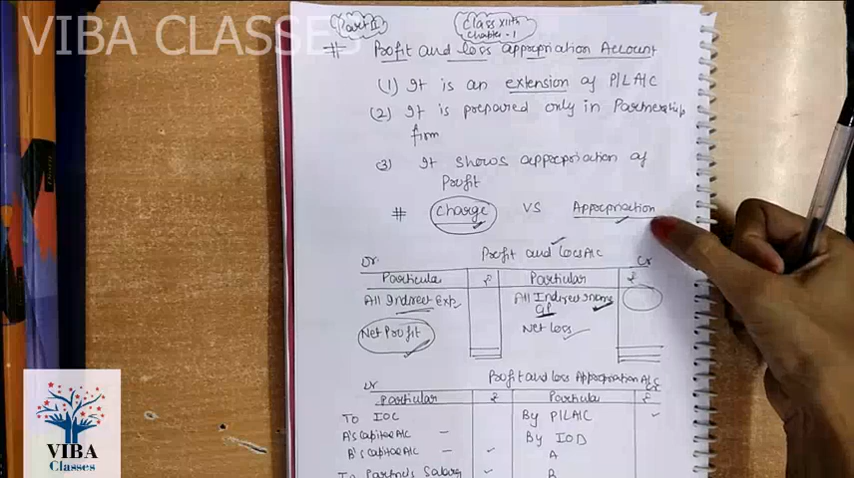 VIBA CLASSES
Part II
Class XIIth
Chapter-1
# Profit and loss appropriation Account
(1) It is an extension of P/L A/C
(2) It is prepared only in Partnership
firm
(3) It shows appropriation of
Profit
# Charge VS Appropriation
Profit and Loss A/C
Dr. Cr
Particular ₹ Particular ₹
All Indirect Exp. All Indirect Income
GP
Net Profit Net Loss
Profit and loss Appropriation A/C
Dr Cr
Particular ₹ Particular ₹
To IOC By P/L A/C
A's Capital A/C — By IOD
B's Capital A/C — A
To Partner's Salary B
VIBA
Classes